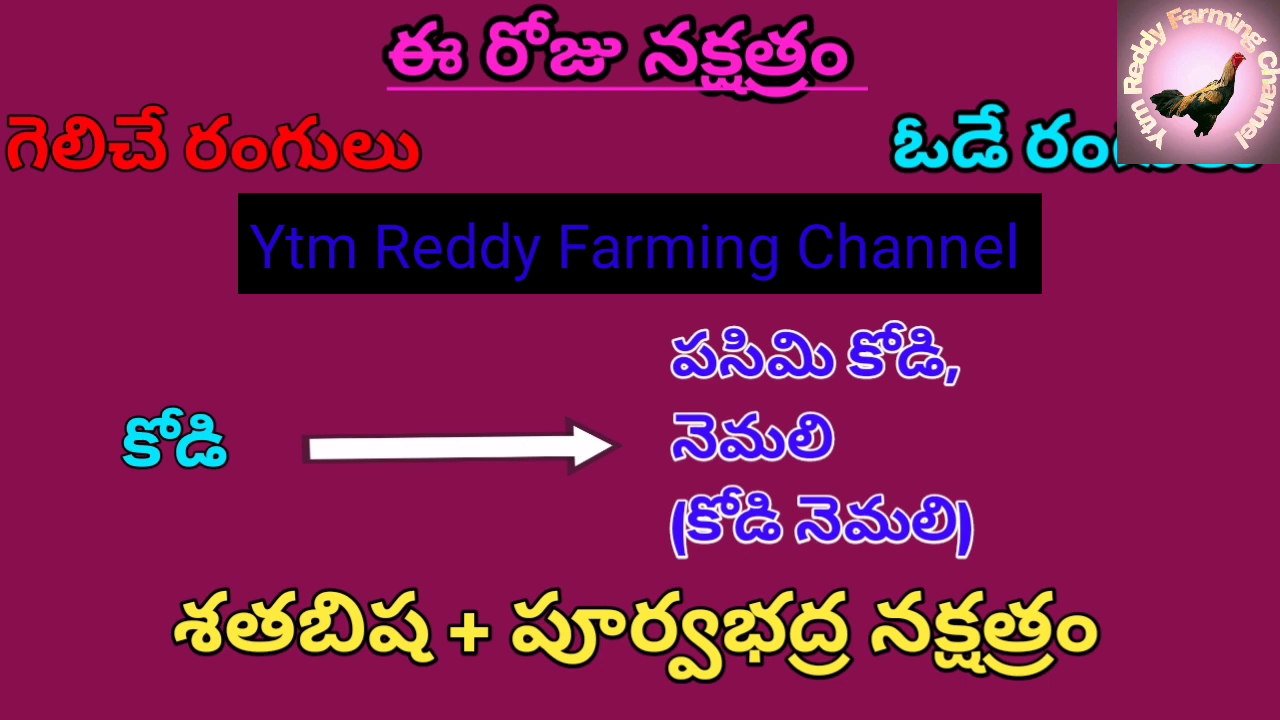 ఈ రోజు నక్షత్రం
గెలిచే రంగులు
ఓడే
Ytm Reddy Farming Channel
Ytm Reddy Farming Channel
పసిమి కోడి,
కోడి
నెమలి
(కోడి నెమలి)
శతబిష + పూర్వభద్ర నక్షత్రం